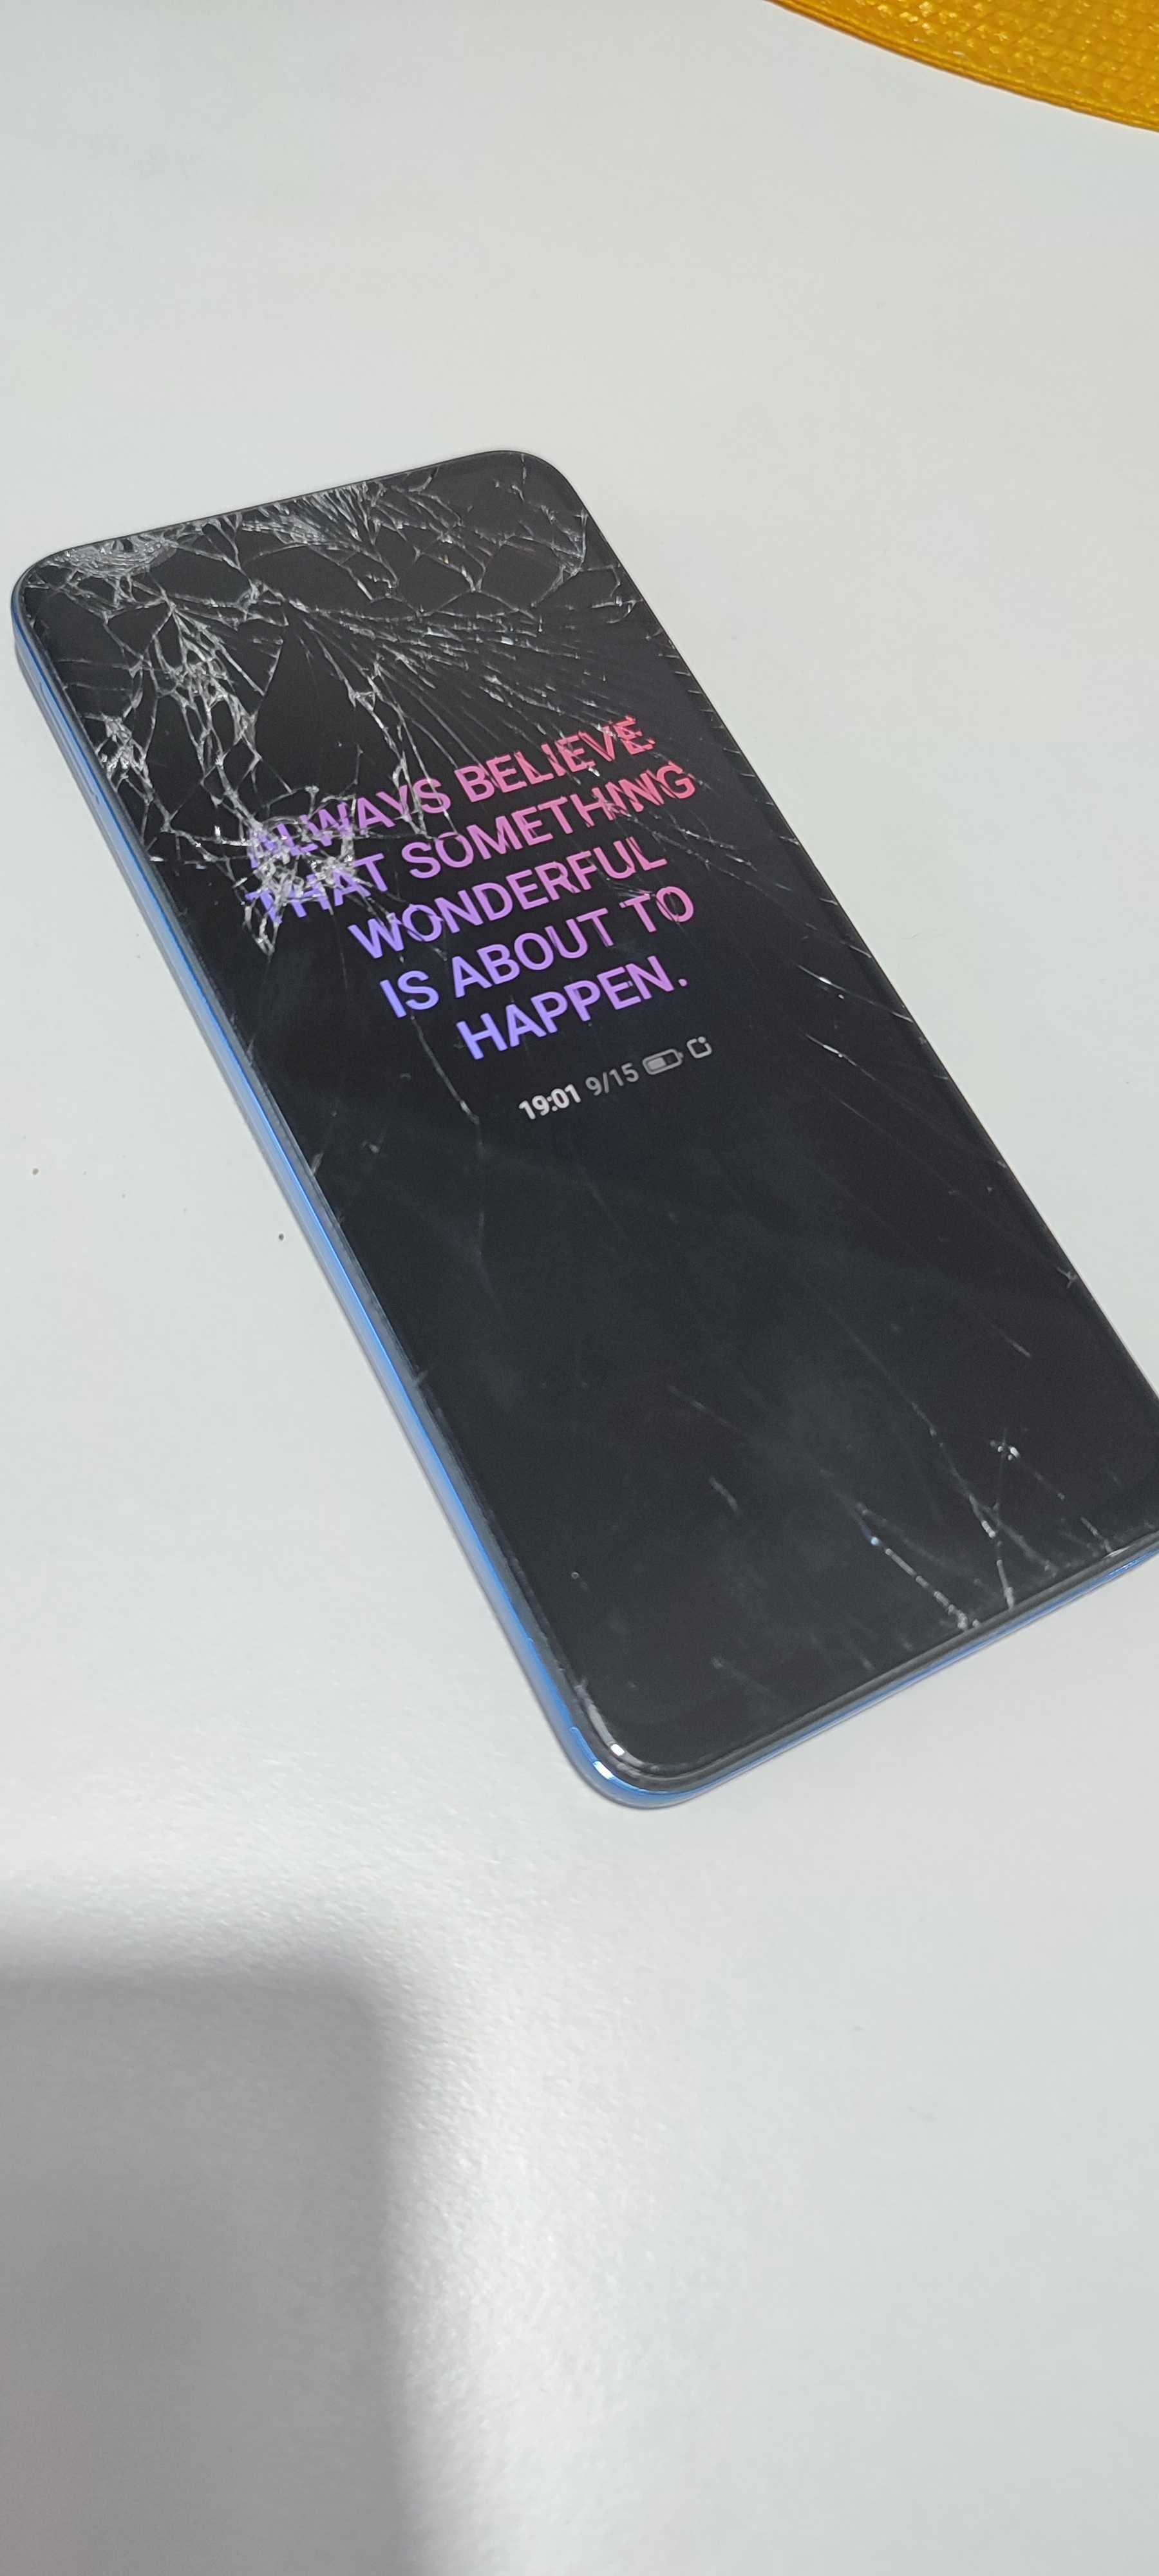 ALWAYS BELIEVE
THAT SOMETHING
WONDERFUL
IS ABOUT TO
HAPPEN.
19:01 9/15